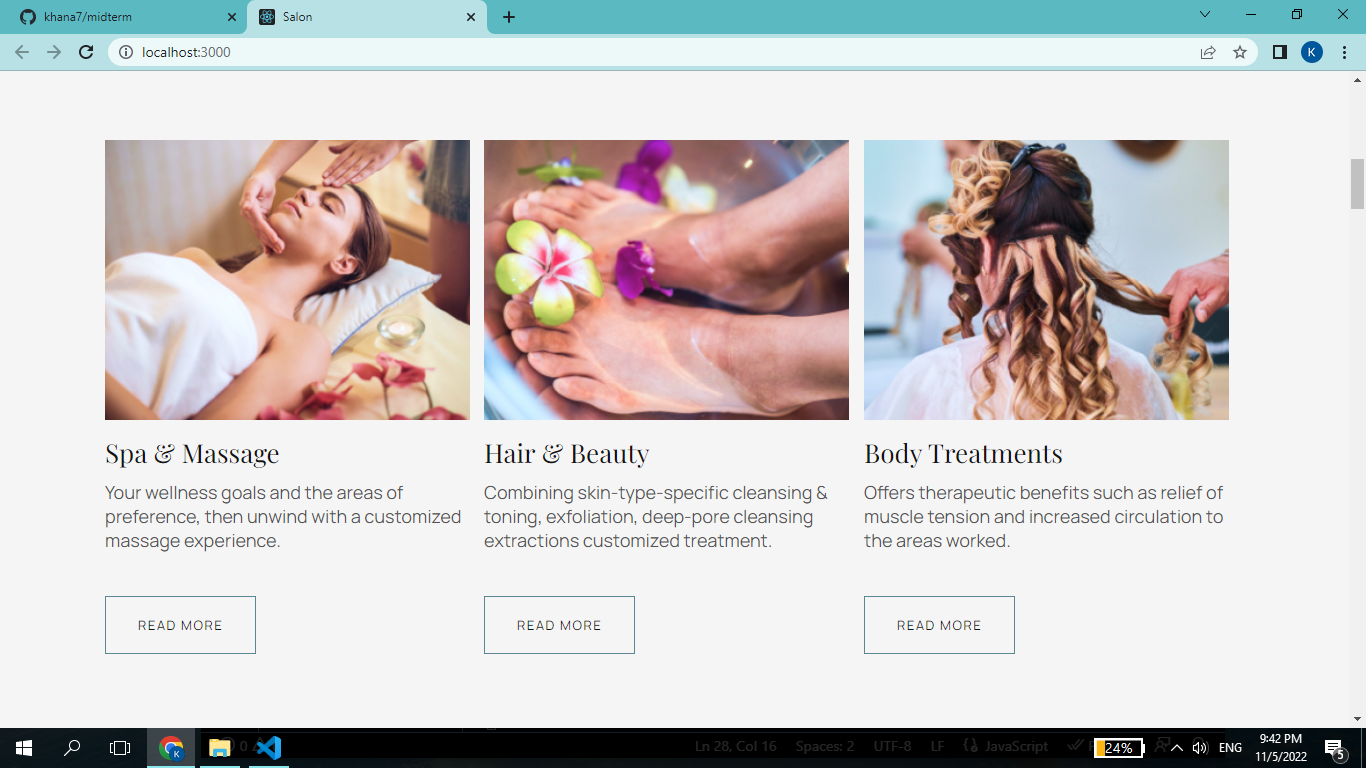 khana7/midterm
Salon
localhost:3000
K
Spa & Massage
Your wellness goals and the areas of
preference, then unwind with a customized
massage experience.
READ MORE
Hair & Beauty
Combining skin-type-specific cleansing &
toning, exfoliation, deep-pore cleansing
extractions customized treatment.
READ MORE
Body Treatments
Offers therapeutic benefits such as relief of
muscle tension and increased circulation to
the areas worked.
READ MORE
K
0
Ln 28, Col 16
Spaces: 2
UTF-8
LF
JavaScript
24%
ENG
9:42 PM
11/5/2022
5